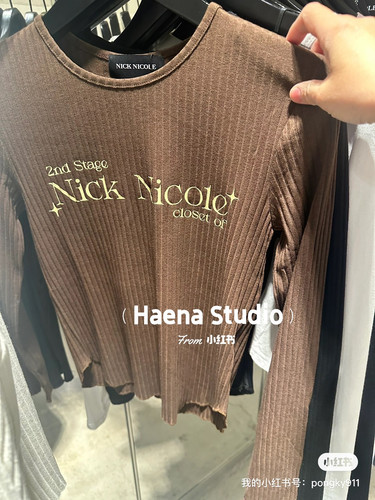 NICK NICOLE
2nd Stage
Nick Nicole
closet of
( Haena Studio )
From 小红书
小红书
我的小红书号：pongky911